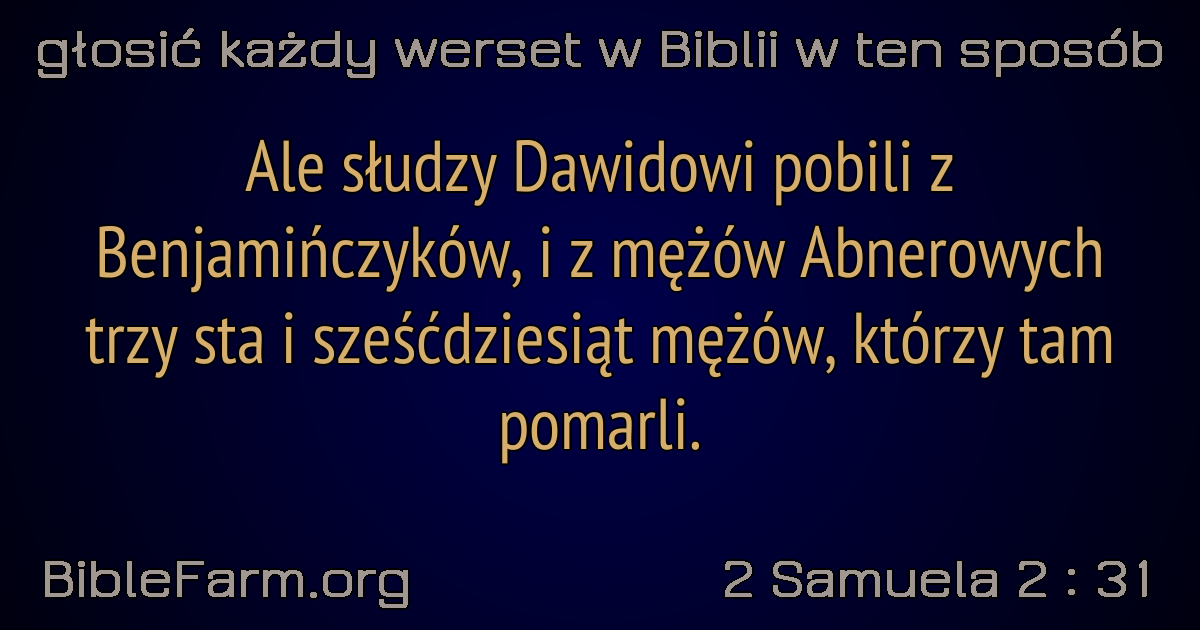 głosić każdy werset w Biblii w ten sposób
Ale słudzy Dawidowi pobili z
Benjamińczyków, i z mężów Abnerowych
trzy sta i sześćdziesiąt mężów, którzy tam
pomarli.
BibleFarm.org
2 Samuela 2 : 31